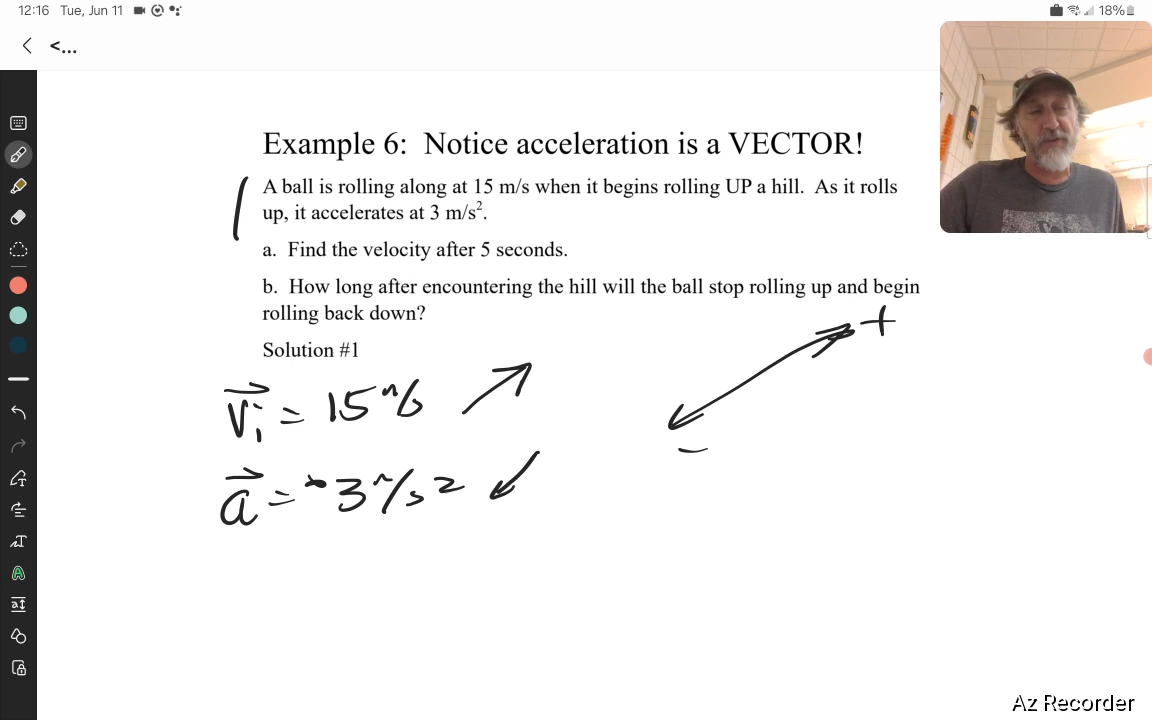 12:16 Tue, Jun 11 18%
<...
Example 6: Notice acceleration is a VECTOR!
A ball is rolling along at 15 m/s when it begins rolling UP a hill. As it rolls
up, it accelerates at 3 m/s².
a. Find the velocity after 5 seconds.
b. How long after encountering the hill will the ball stop rolling up and begin
rolling back down?
+
Solution #1
v⃗ᵢ = 15 m/s
−
a⃗ = -3 m/s²
Az Recorder